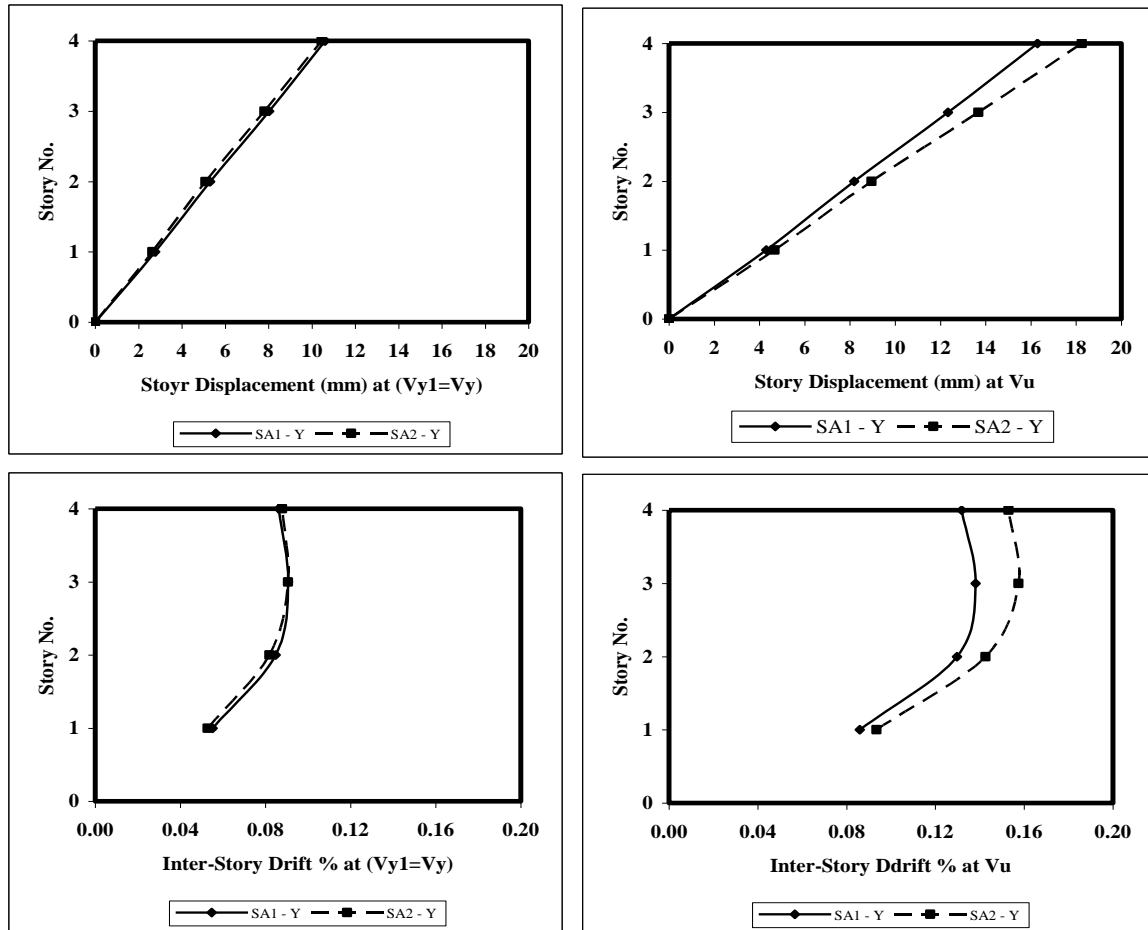 4
3
2
1
0
Story No.
0 2 4 6 8 10 12 14 16 18 20
Stoyr Displacement (mm) at (Vy1=Vy)
SA1 - Y SA2 - Y
4
3
2
1
0
Story No.
0 2 4 6 8 10 12 14 16 18 20
Story Displacement (mm) at Vu
SA1 - Y SA2 - Y
4
3
2
1
0
Story No.
0.00 0.04 0.08 0.12 0.16 0.20
Inter-Story Drift % at (Vy1=Vy)
SA1 - Y SA2 - Y
4
3
2
1
0
Story No.
0.00 0.04 0.08 0.12 0.16 0.20
Inter-Story Ddrift % at Vu
SA1 - Y SA2 - Y